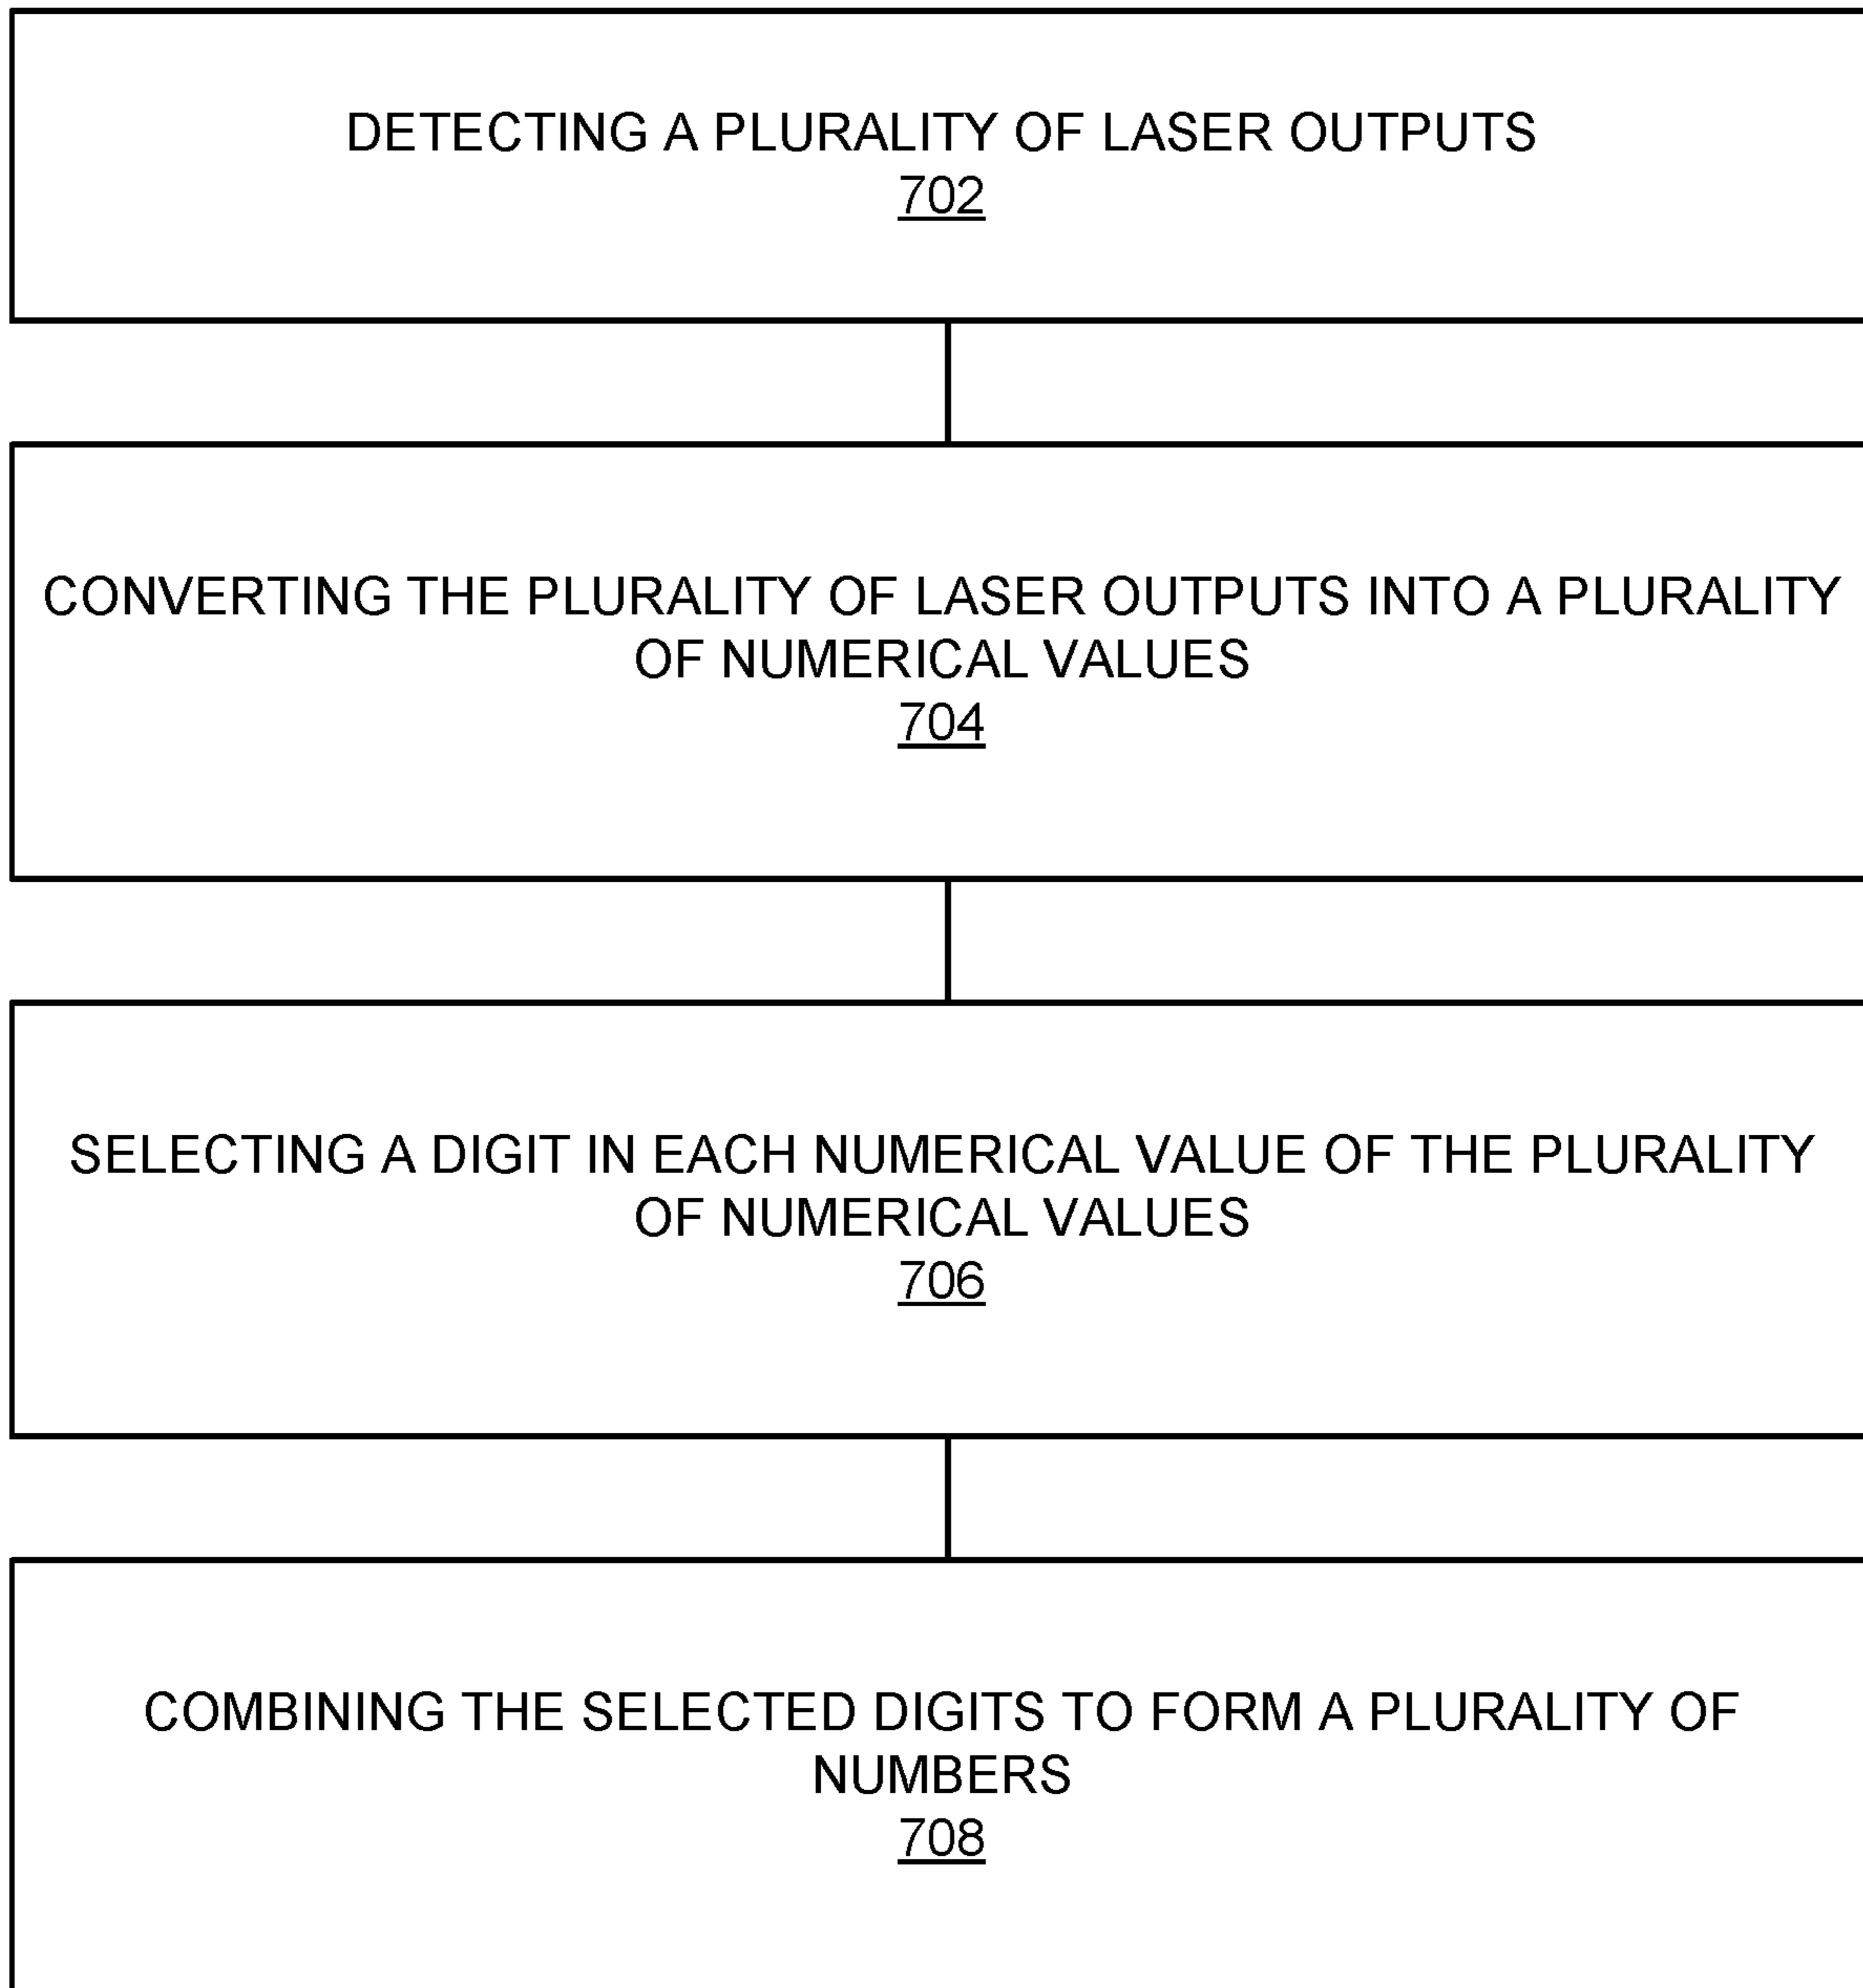 DETECTING A PLURALITY OF LASER OUTPUTS
702
CONVERTING THE PLURALITY OF LASER OUTPUTS INTO A PLURALITY
OF NUMERICAL VALUES
704
SELECTING A DIGIT IN EACH NUMERICAL VALUE OF THE PLURALITY
OF NUMERICAL VALUES
706
COMBINING THE SELECTED DIGITS TO FORM A PLURALITY OF
NUMBERS
708